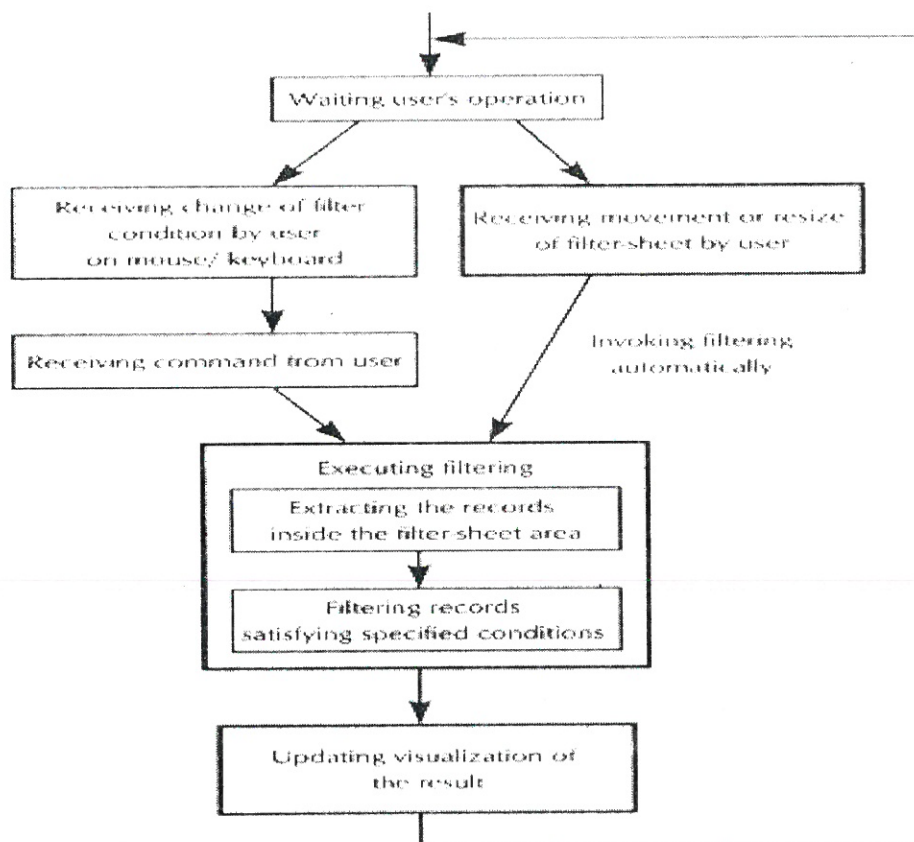 Waiting user's operation
Receiving change of filter
condition by user
on mouse/ keyboard
Receiving movement or resize
of filter-sheet by user
Receiving command from user
Invoking filtering
automatically
Executing filtering
Extracting the records
inside the filter-sheet area
Filtering records
satisfying specified conditions
Updating visualization of
the result